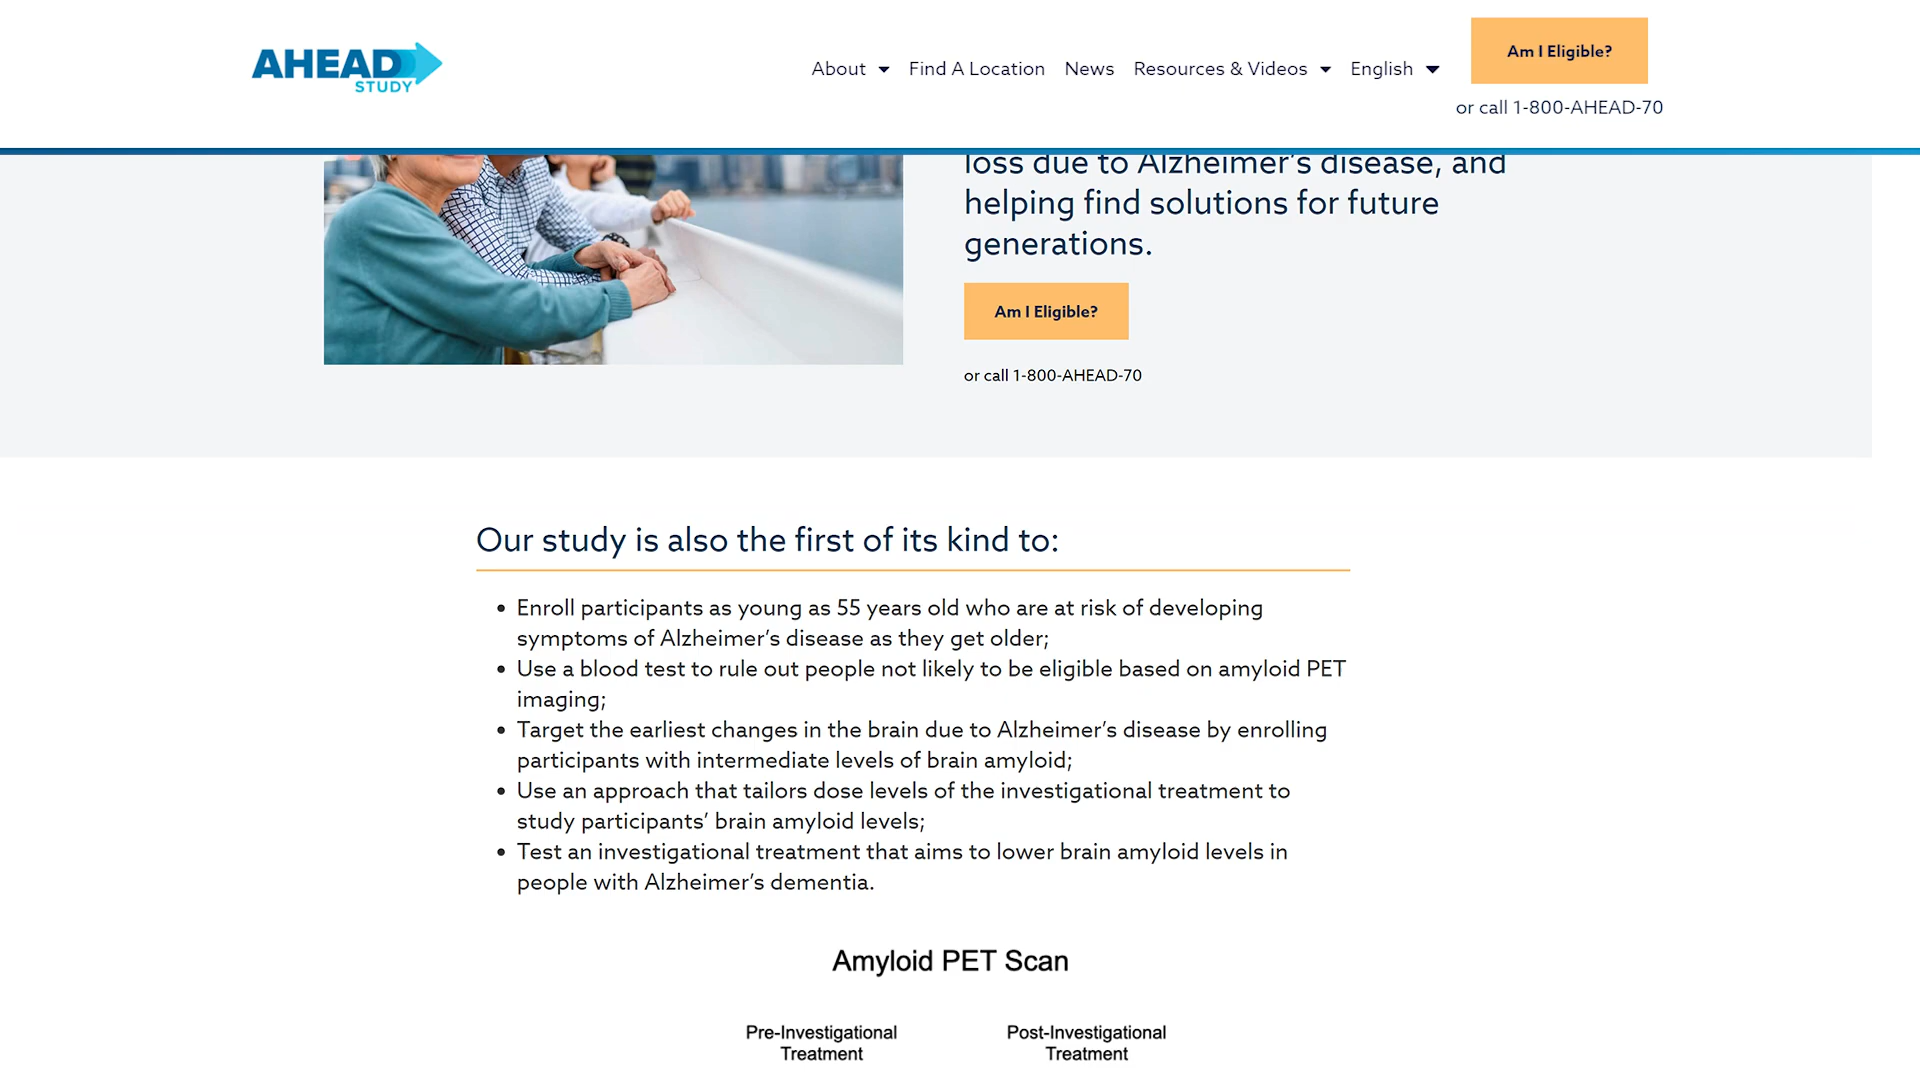 AHEAD
STUDY
About
Find A Location
News
Resources & Videos
English
Am I Eligible?
or call 1-800-AHEAD-70
loss due to Alzheimer's disease, and
helping find solutions for future
generations.
Am I Eligible?
or call 1-800-AHEAD-70
Our study is also the first of its kind to:
• Enroll participants as young as 55 years old who are at risk of developing
symptoms of Alzheimer’s disease as they get older;
• Use a blood test to rule out people not likely to be eligible based on amyloid PET
imaging;
• Target the earliest changes in the brain due to Alzheimer’s disease by enrolling
participants with intermediate levels of brain amyloid;
• Use an approach that tailors dose levels of the investigational treatment to
study participants’ brain amyloid levels;
• Test an investigational treatment that aims to lower brain amyloid levels in
people with Alzheimer’s dementia.
Amyloid PET Scan
Pre-Investigational
Treatment
Post-Investigational
Treatment